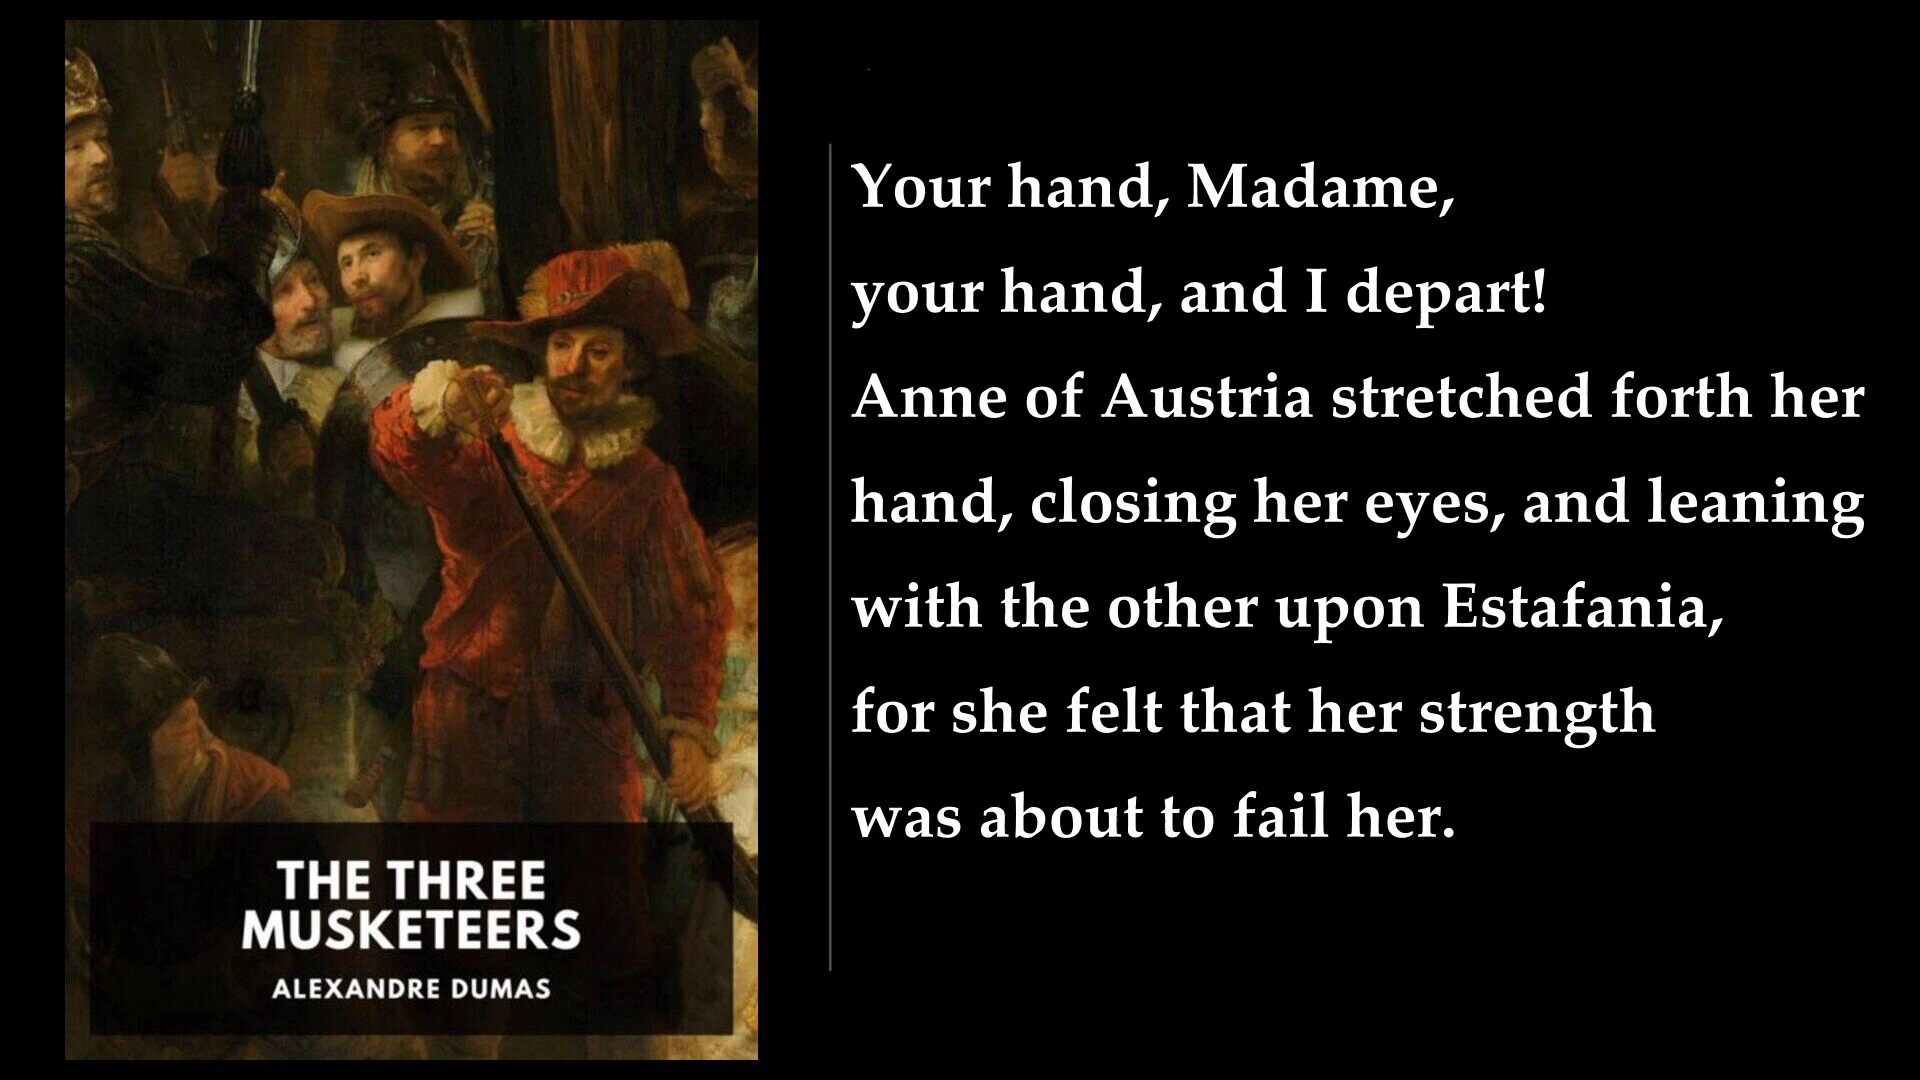 THE THREE
MUSKETEERS
ALEXANDRE DUMAS
Your hand, Madame,
your hand, and I depart!
Anne of Austria stretched forth her
hand, closing her eyes, and leaning
with the other upon Estafania,
for she felt that her strength
was about to fail her.